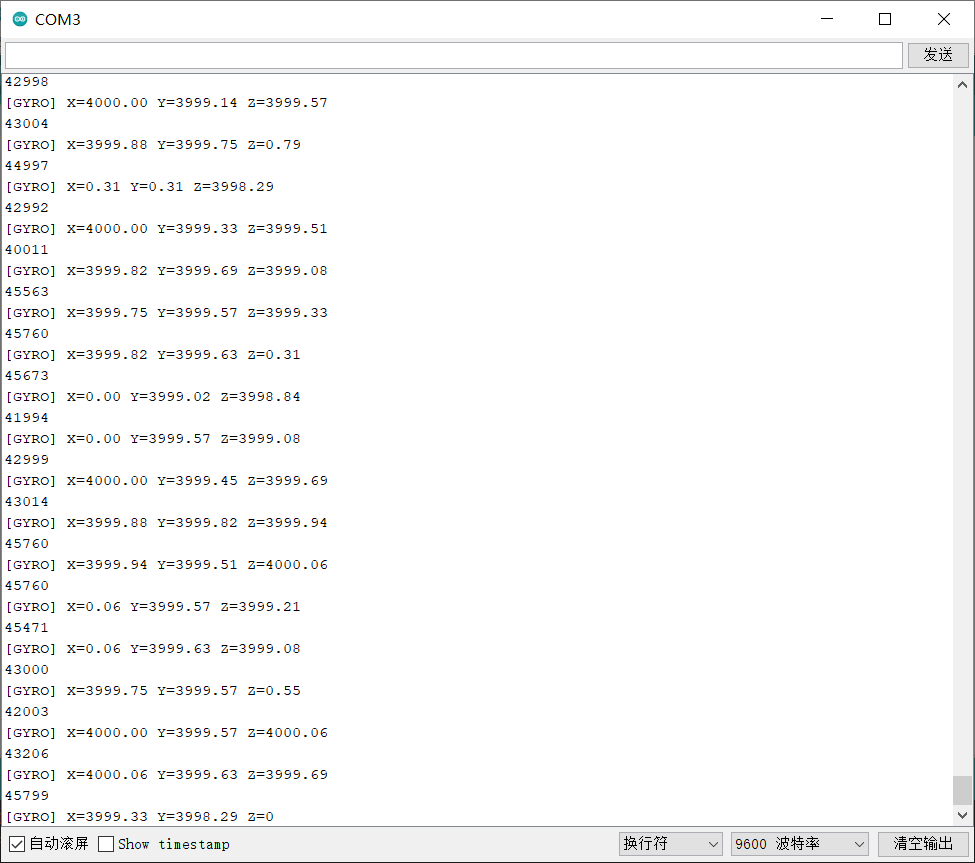 COM3
发送
42998
[GYRO] X=4000.00 Y=3999.14 Z=3999.57
43004
[GYRO] X=3999.88 Y=3999.75 Z=0.79
44997
[GYRO] X=0.31 Y=0.31 Z=3998.29
42992
[GYRO] X=4000.00 Y=3999.33 Z=3999.51
40011
[GYRO] X=3999.82 Y=3999.69 Z=3999.08
45563
[GYRO] X=3999.75 Y=3999.57 Z=3999.33
45760
[GYRO] X=3999.82 Y=3999.63 Z=0.31
45673
[GYRO] X=0.00 Y=3999.02 Z=3998.84
41994
[GYRO] X=0.00 Y=3999.57 Z=3999.08
42999
[GYRO] X=4000.00 Y=3999.45 Z=3999.69
43014
[GYRO] X=3999.88 Y=3999.82 Z=3999.94
45760
[GYRO] X=3999.94 Y=3999.51 Z=4000.06
45760
[GYRO] X=0.06 Y=3999.57 Z=3999.21
45471
[GYRO] X=0.06 Y=3999.63 Z=3999.08
43000
[GYRO] X=3999.75 Y=3999.57 Z=0.55
42003
[GYRO] X=4000.00 Y=3999.57 Z=4000.06
43206
[GYRO] X=4000.06 Y=3999.63 Z=3999.69
45799
[GYRO] X=3999.33 Y=3998.29 Z=0
自动滚屏 Show timestamp 换行符 9600 波特率 清空输出